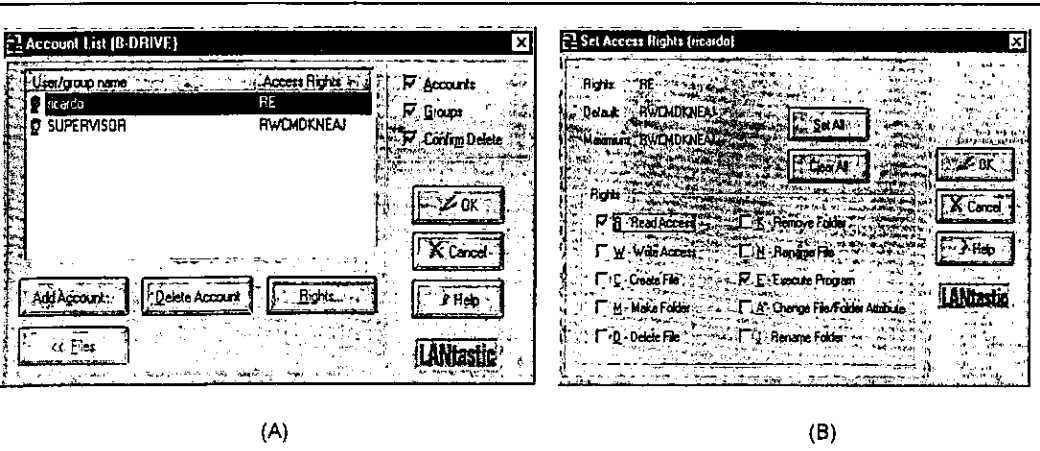 Account List (B-DRIVE)
User/group name Access Rights
ricardo RE
SUPERVISOR RWCMDKNEAJ
Accounts
Groups
Confirm Delete
OK
Cancel
Help
Add Account...
Delete Account
Rights...
<< Files
LANtastic
(A)
Set Access Rights (ricardo)
Rights: RE
Default: RWCMDKNEAJ
Maximum: RWCMDKNEAJ
Set All
Clear All
OK
Cancel
Help
Rights
R - Read Access
W - Write Access
C - Create File
M - Make Folder
D - Delete File
K - Remove Folder
N - Rename File
E - Execute Program
A - Change File/Folder Attribute
J - Rename Folder
LANtastic
(B)